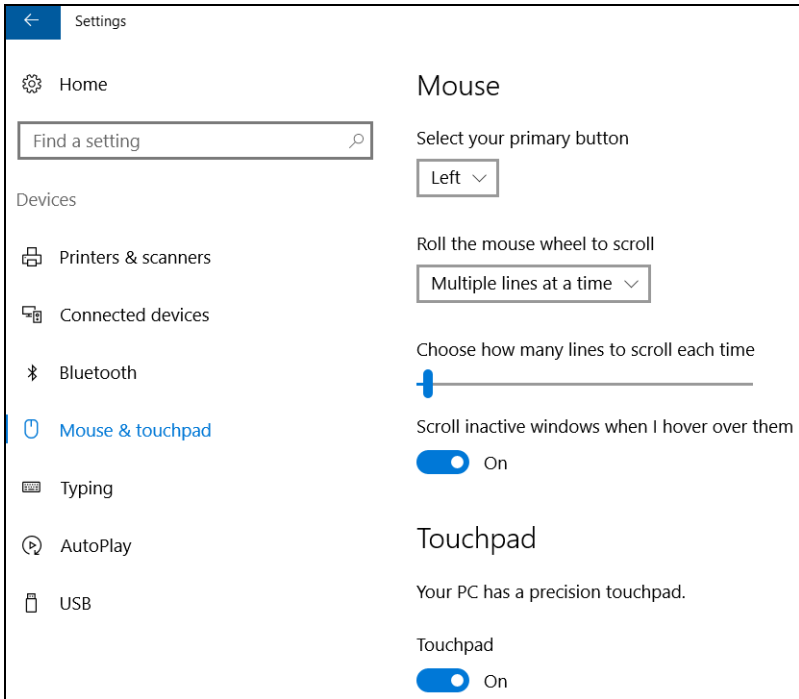 Settings
Home
Find a setting
Devices
Printers & scanners
Connected devices
Bluetooth
Mouse & touchpad
Typing
AutoPlay
USB
Mouse
Select your primary button
Left
Roll the mouse wheel to scroll
Multiple lines at a time
Choose how many lines to scroll each time
Scroll inactive windows when I hover over them
On
Touchpad
Your PC has a precision touchpad.
Touchpad
On